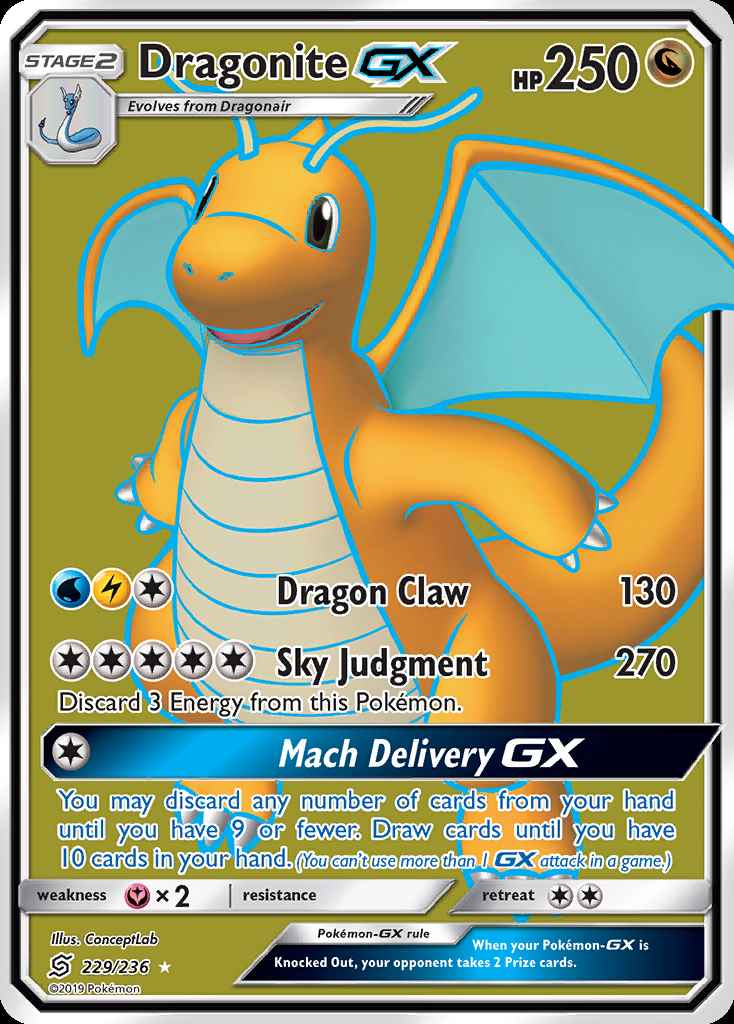 STAGE2 Dragonite GX HP250
Evolves from Dragonair
Dragon Claw 130
Sky Judgment 270
Discard 3 Energy from this Pokémon.
Mach Delivery GX
You may discard any number of cards from your hand
until you have 9 or fewer. Draw cards until you have
10 cards in your hand. (You can't use more than 1 GX attack in a game.)
weakness ×2 resistance retreat
Illus. ConceptLab
229/236
©2019 Pokémon
Pokémon-GX rule
When your Pokémon-GX is
Knocked Out, your opponent takes 2 Prize cards.